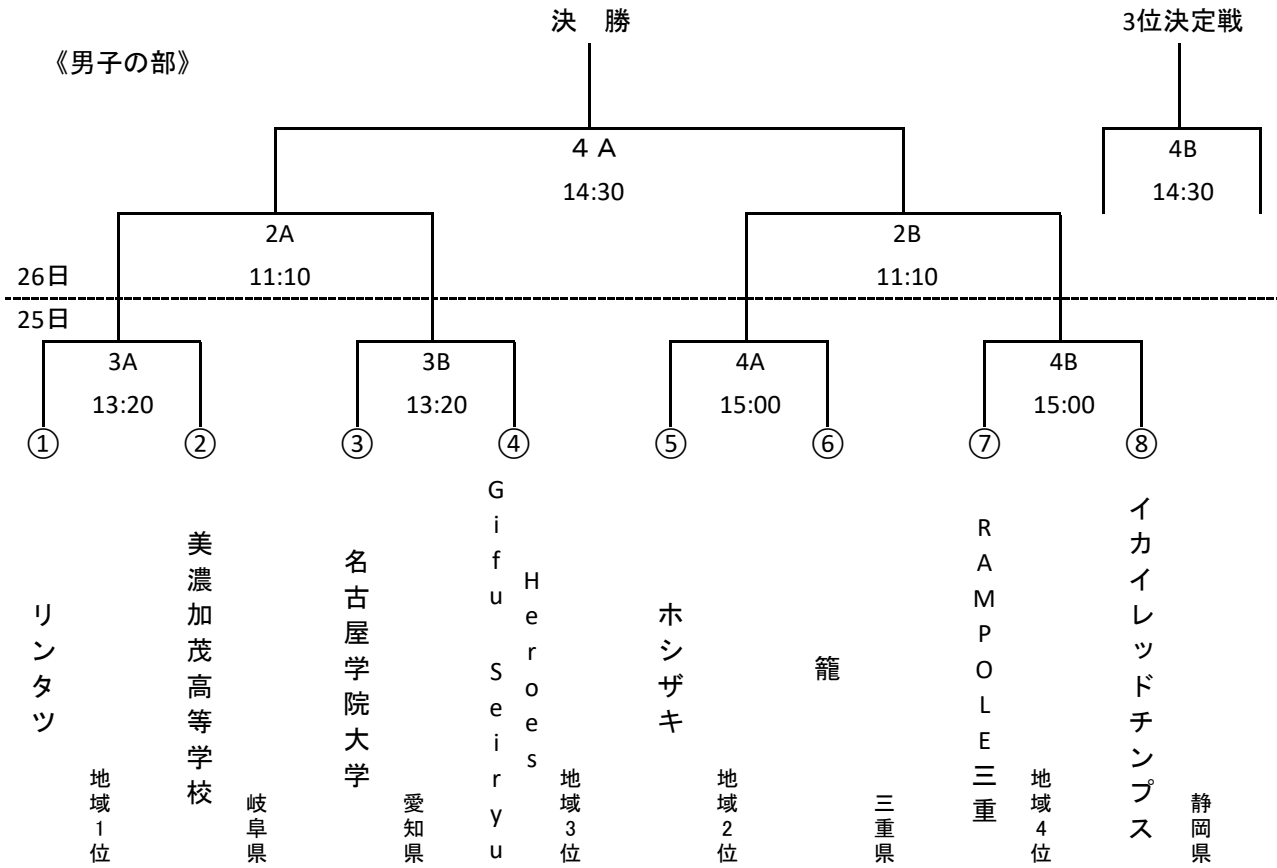 決　勝
3位決定戦
《男子の部》
４Ａ
14:30
4B
14:30
2A
11:10
2B
11:10
26日
25日
3A
13:20
3B
13:20
4A
15:00
4B
15:00
①
②
③
④
⑤
⑥
⑦
⑧
リンタツ
地域1位
美濃加茂高等学校
岐阜県
名古屋学院大学
愛知県
Gifu Seiryu
Heroes
地域3位
ホシザキ
地域2位
籠
三重県
RAMPOLE三重
地域4位
イカイレッドチンプス
静岡県